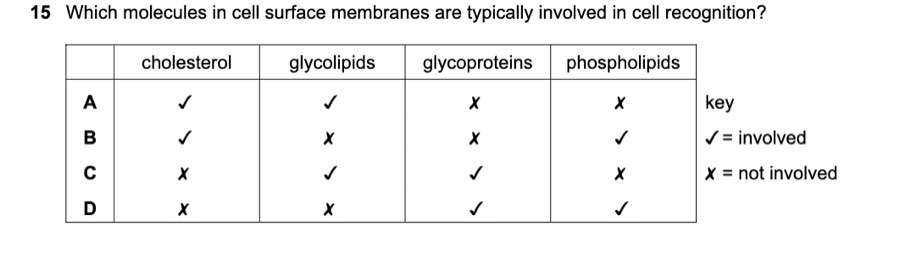 15 Which molecules in cell surface membranes are typically involved in cell recognition?
cholesterol glycolipids glycoproteins phospholipids
A ✓ ✓ ✗ ✗ key
B ✓ ✗ ✗ ✓ ✓ = involved
C ✗ ✓ ✓ ✗ ✗ = not involved
D ✗ ✗ ✓ ✓